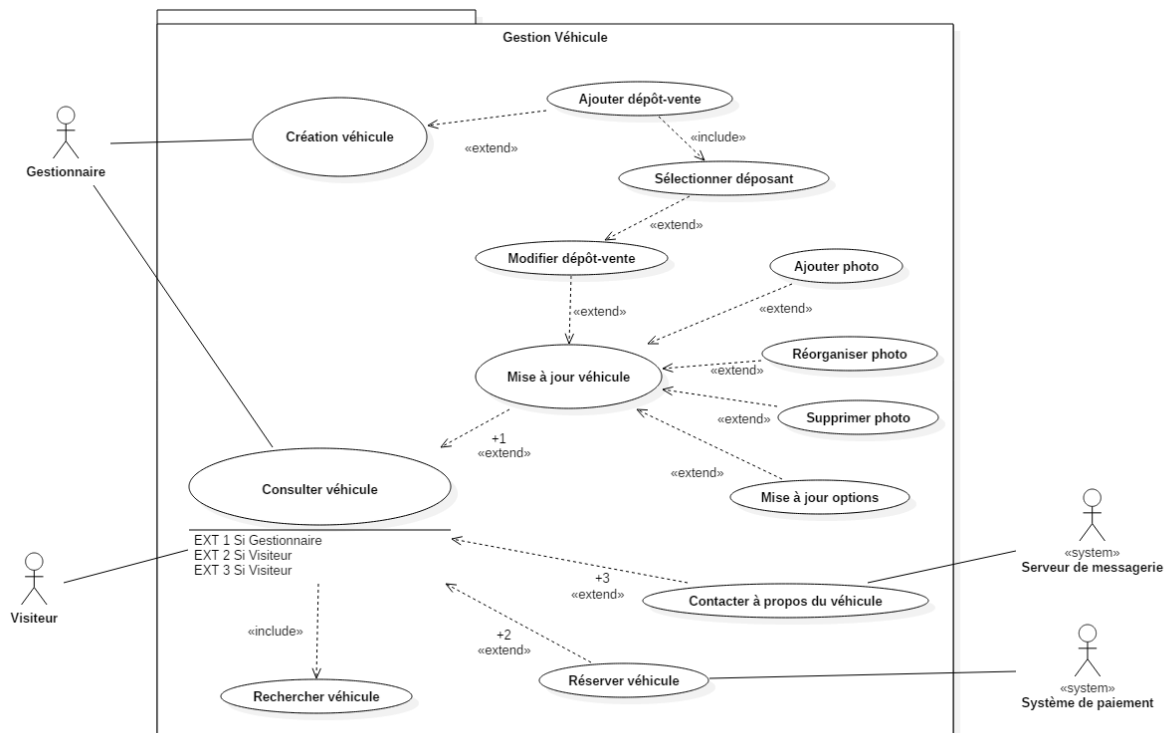 Gestion Véhicule
Ajouter dépôt-vente
Création véhicule
«include»
«extend»
Gestionnaire
Sélectionner déposant
«extend»
Modifier dépôt-vente
Ajouter photo
«extend»
«extend»
Réorganiser photo
«extend»
Mise à jour véhicule
Supprimer photo
«extend»
+1
«extend»
«extend»
Consulter véhicule
Mise à jour options
EXT 1 Si Gestionnaire
EXT 2 Si Visiteur
EXT 3 Si Visiteur
«system»
Serveur de messagerie
+3
«extend»
Contacter à propos du véhicule
Visiteur
«include»
+2
«extend»
Réserver véhicule
Rechercher véhicule
«system»
Système de paiement